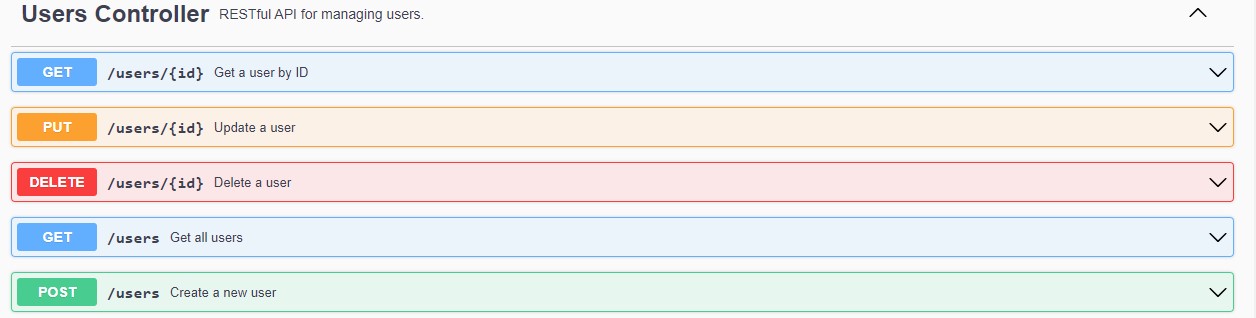 Users Controller RESTful API for managing users.
GET /users/{id} Get a user by ID
PUT /users/{id} Update a user
DELETE /users/{id} Delete a user
GET /users Get all users
POST /users Create a new user